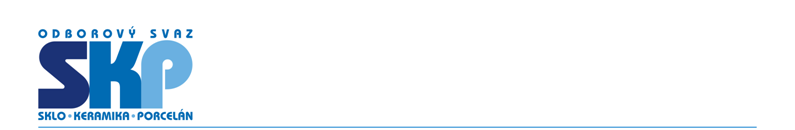 ODBOROVÝ SVAZ
SKP
SKLO•KERAMIKA•PORCELÁN